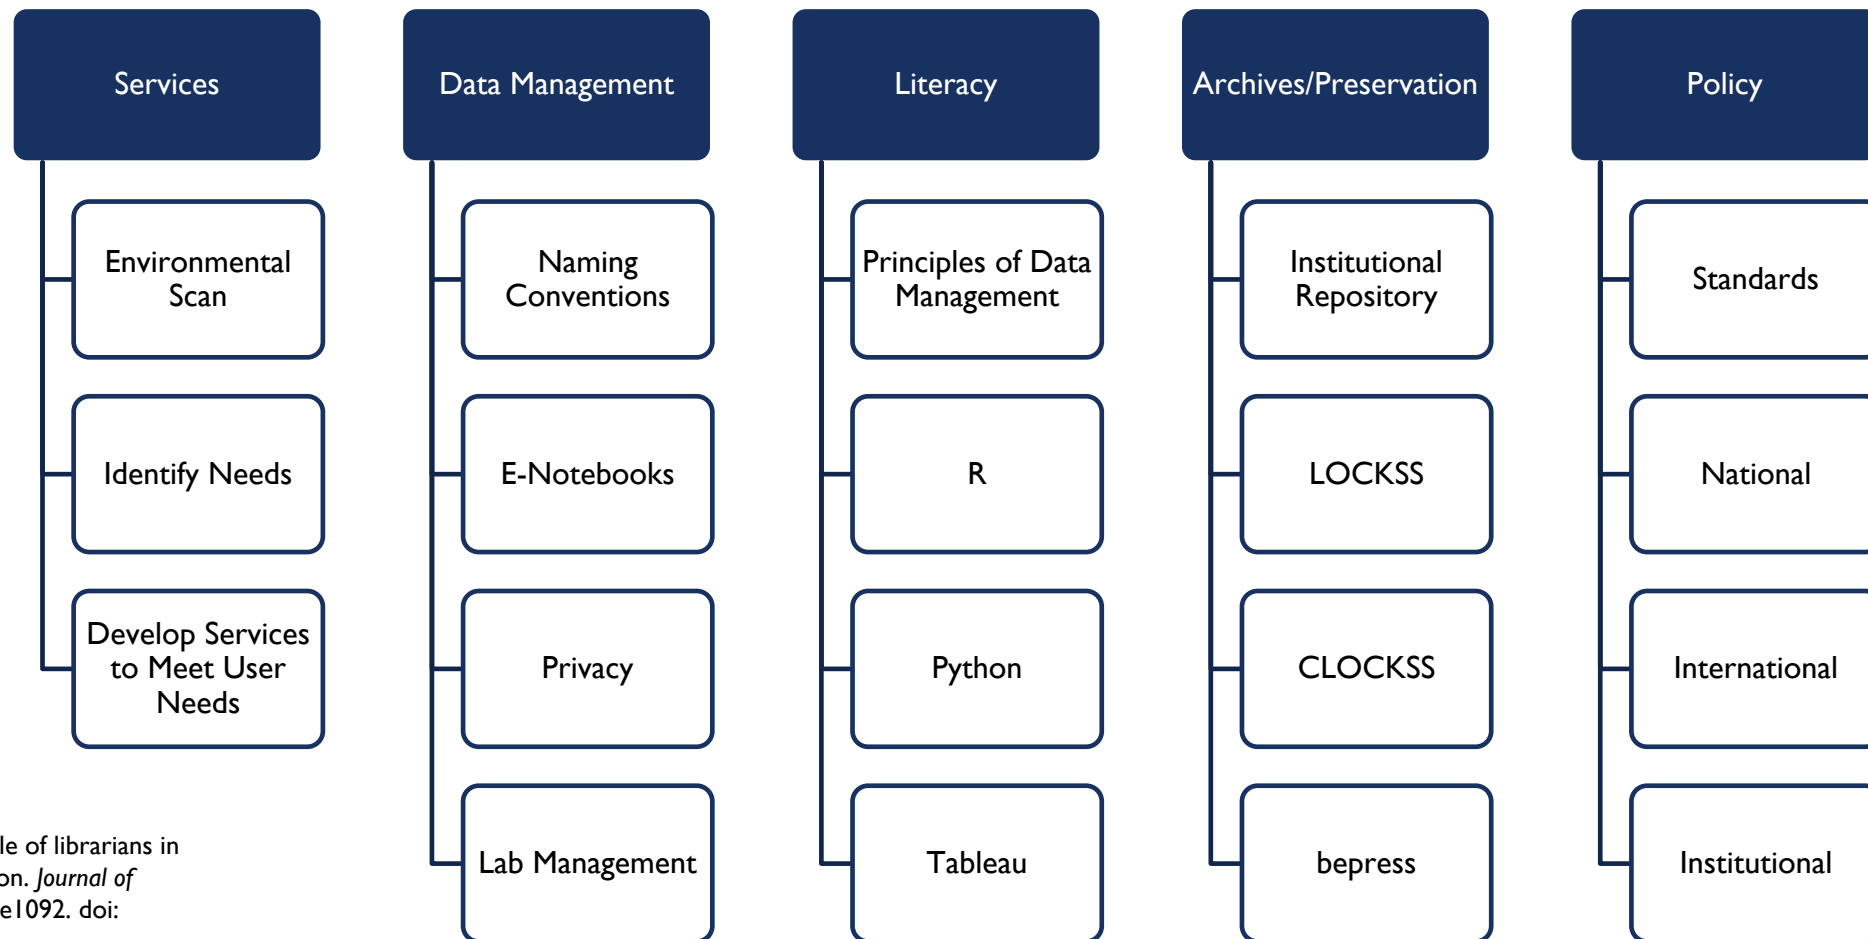 Services
Environmental
Scan
Identify Needs
Develop Services
to Meet User
Needs
Data Management
Naming
Conventions
E-Notebooks
Privacy
Lab Management
Literacy
Principles of Data
Management
R
Python
Tableau
Archives/Preservation
Institutional
Repository
LOCKSS
CLOCKSS
bepress
Policy
Standards
National
International
Institutional
of librarians in
Journal of
e1092. doi: